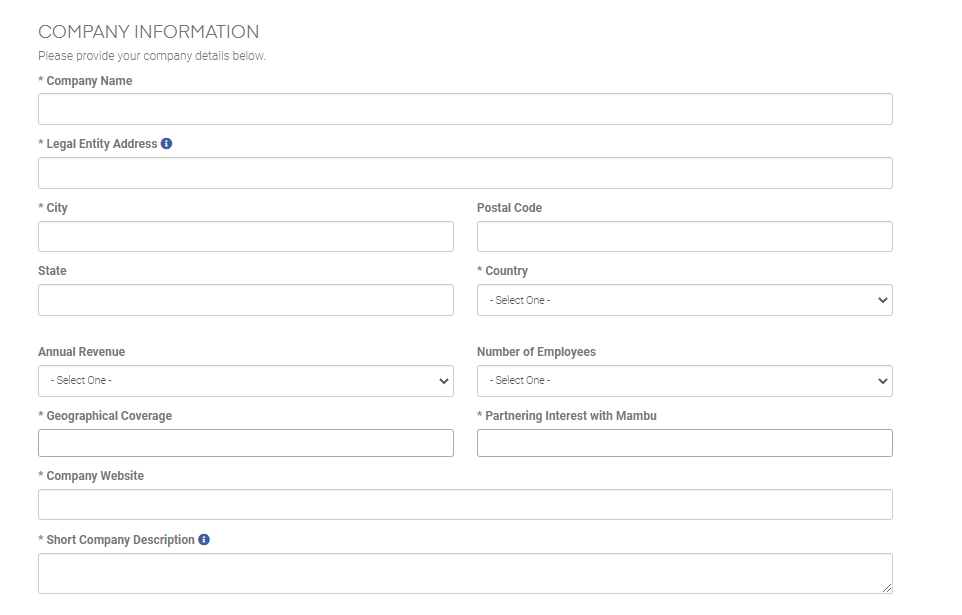 COMPANY INFORMATION
Please provide your company details below.
* Company Name
* Legal Entity Address
* City
Postal Code
State
* Country
- Select One -
Annual Revenue
Number of Employees
- Select One -
- Select One -
* Geographical Coverage
* Partnering Interest with Mambu
* Company Website
* Short Company Description